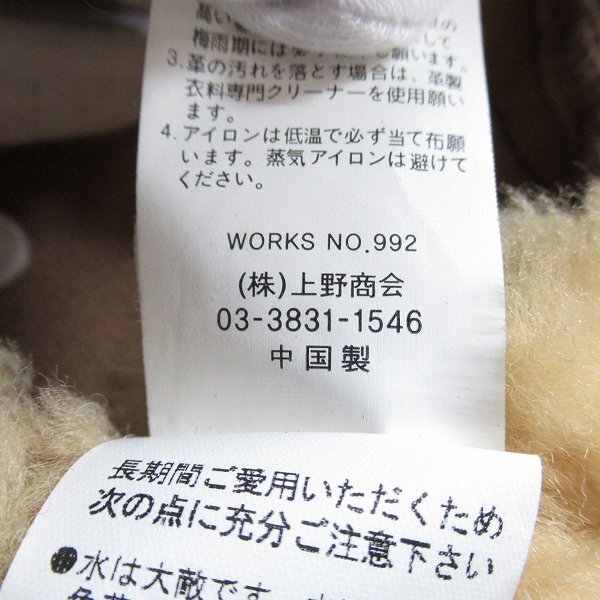 高い
梅雨期には必
願います。
3. 革の汚れを落とす場合は、革製
衣料専門クリーナーを使用願い
ます。
4. アイロンは低温で必ず当て布願
います。蒸気アイロンは避けて
ください。
WORKS NO.992
(株)上野商会
03-3831-1546
中国製
長期間ご愛用いただくため
次の点に充分ご注意下さい
●水は大敵です